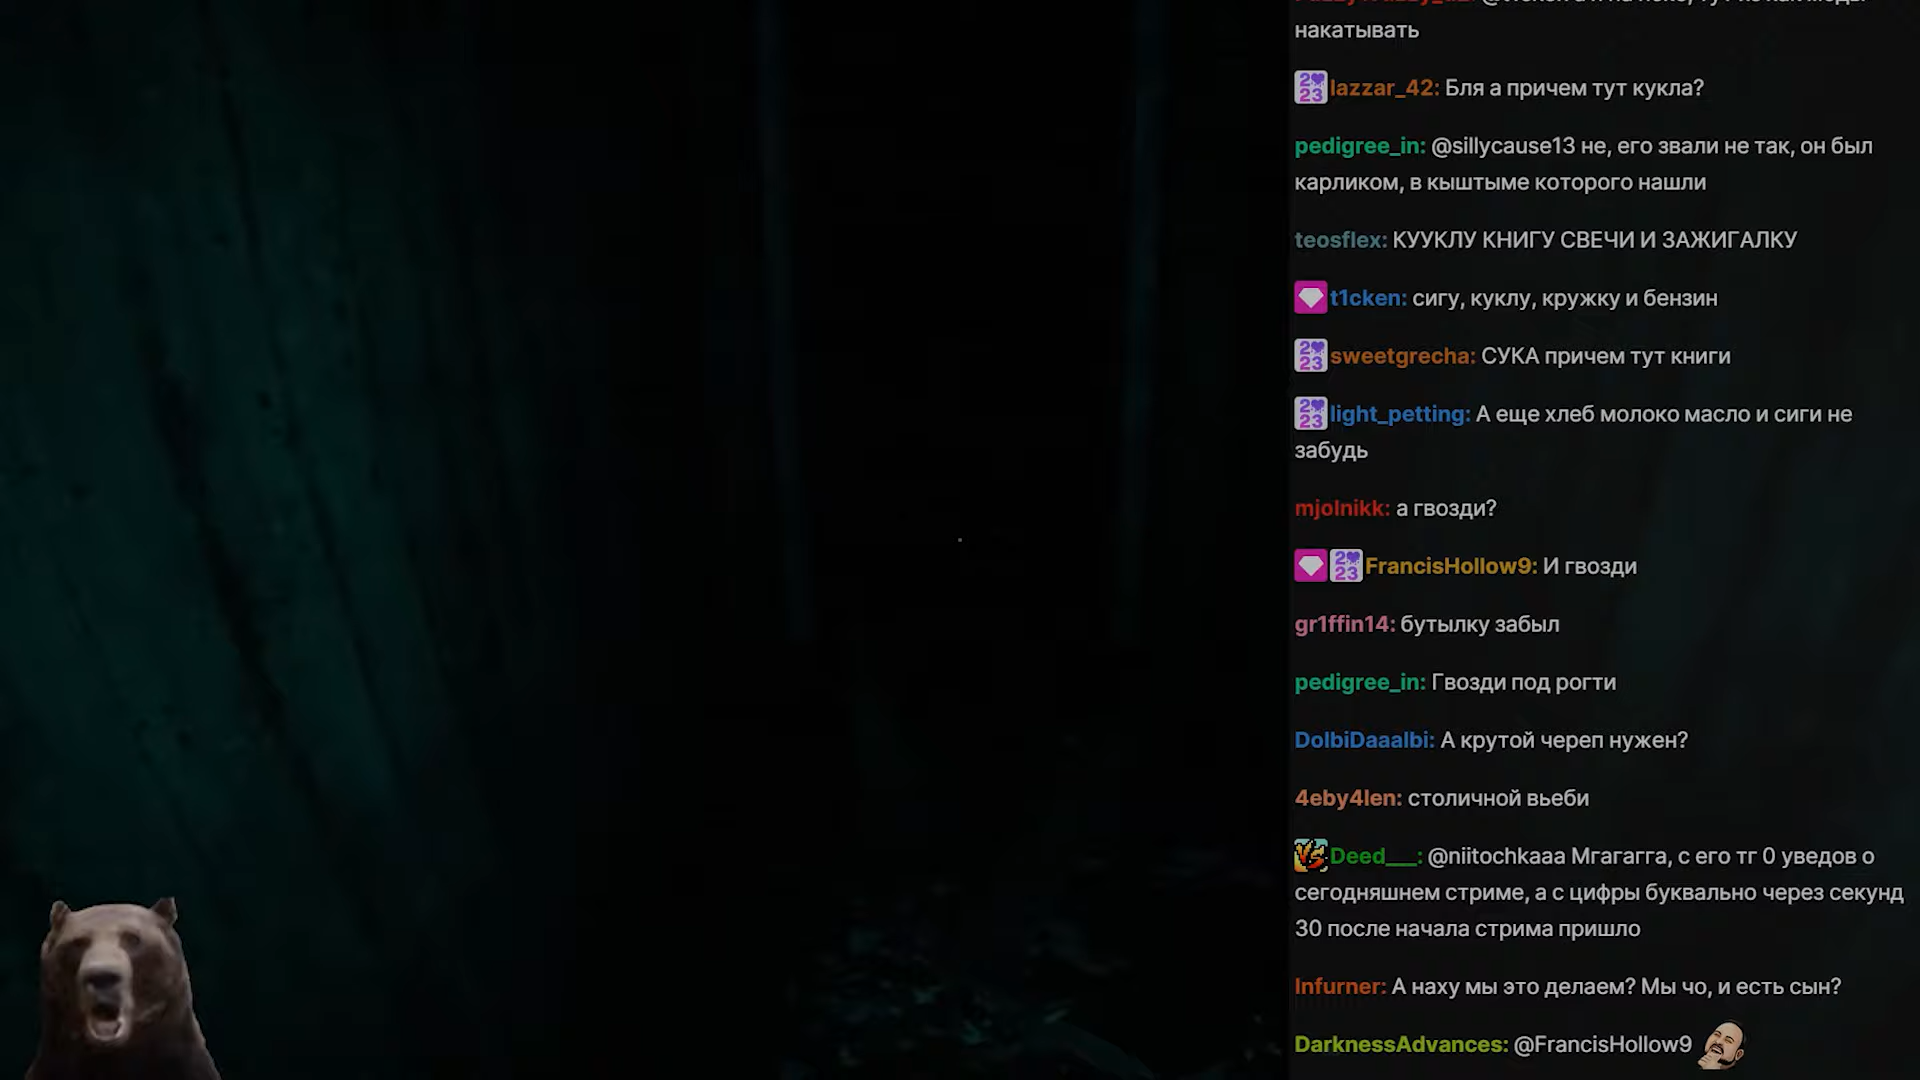 накатывать
lazzar_42: Бля а причем тут кукла?
pedigree_in: @sillycause13 не, его звали не так, он был
карликом, в кыштыме которого нашли
teosflex: КУУКЛУ КНИГУ СВЕЧИ И ЗАЖИГАЛКУ
t1cken: сигу, куклу, кружку и бензин
sweetgrecha: СУКА причем тут книги
light_petting: А еще хлеб молоко масло и сиги не
забудь
mjolnikk: а гвозди?
FrancisHollow9: И гвозди
gr1ffin14: бутылку забыл
pedigree_in: Гвозди под рогти
DolbiDaaalbi: А крутой череп нужен?
4eby4len: столичной вьеби
Deed___: @niitochkaaa Мгагагга, с его тг 0 уведов о
сегодняшнем стриме, а с цифры буквально через секунд
30 после начала стрима пришло
Infurner: А наху мы это делаем? Мы чо, и есть сын?
DarknessAdvances: @FrancisHollow9